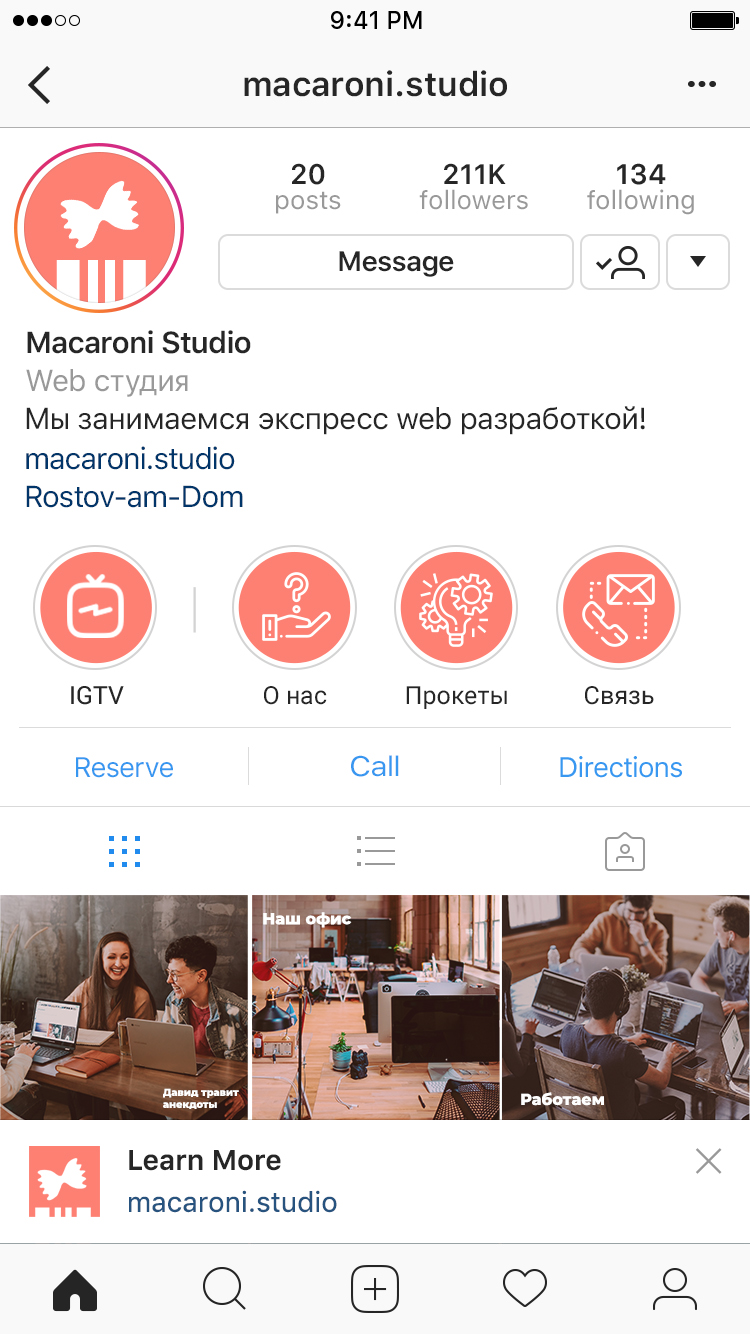 9:41 PM
macaroni.studio
20 211K 134
posts followers following
Message
Macaroni Studio
Web студия
Мы занимаемся экспресс web разработкой!
macaroni.studio
Rostov-am-Dom
IGTV О нас Прокеты Связь
Reserve Call Directions
Наш офис
Давид травит
анекдоты
Работаем
Learn More
macaroni.studio